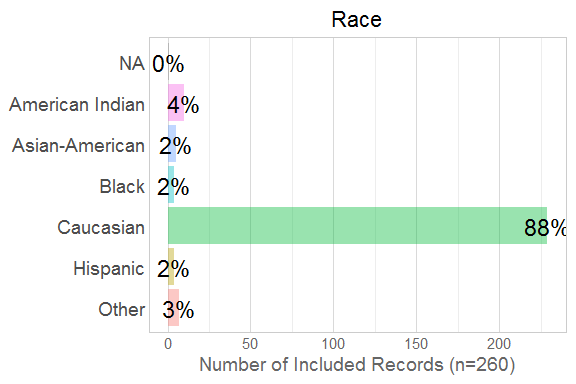 Race
NA 0%
American Indian 4%
Asian-American 2%
Black 2%
Caucasian 88%
Hispanic 2%
Other 3%
0 50 100 150 200
Number of Included Records (n=260)